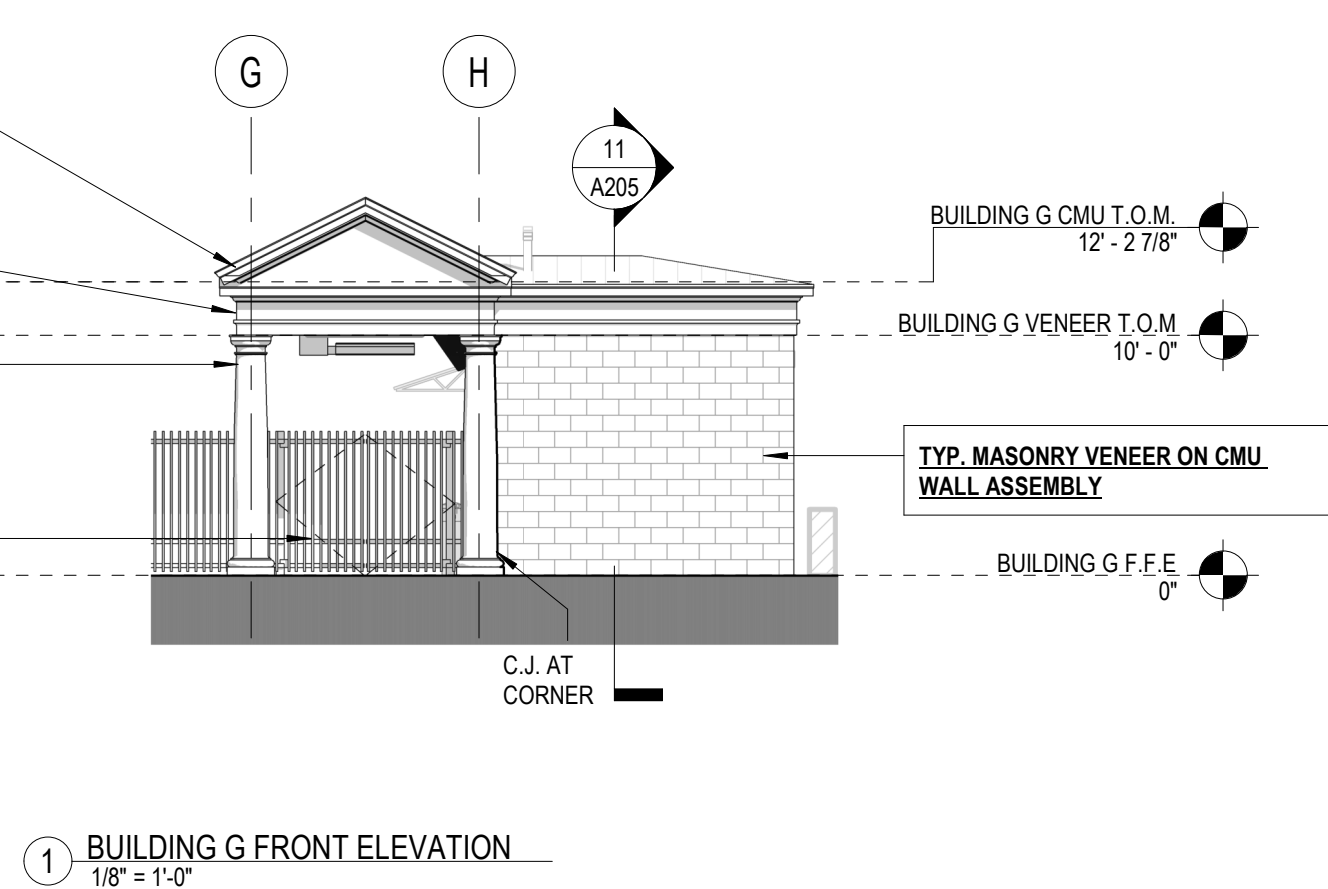 G
H
11
A205
BUILDING G CMU T.O.M.
12' - 2 7/8"
BUILDING G VENEER T.O.M
10' - 0"
TYP. MASONRY VENEER ON CMU
WALL ASSEMBLY
BUILDING G F.F.E
0"
C.J. AT
CORNER
1 BUILDING G FRONT ELEVATION
1/8" = 1'-0"